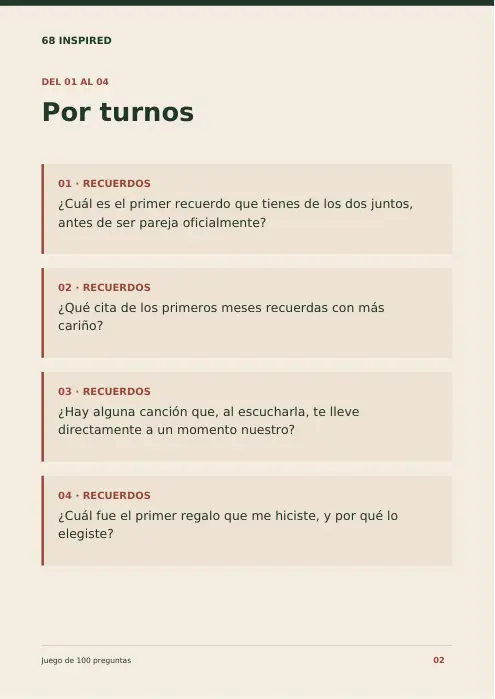 68 INSPIRED
DEL 01 AL 04
Por turnos
01 · RECUERDOS
¿Cuál es el primer recuerdo que tienes de los dos juntos,
antes de ser pareja oficialmente?
02 · RECUERDOS
¿Qué cita de los primeros meses recuerdas con más
cariño?
03 · RECUERDOS
¿Hay alguna canción que, al escucharla, te lleve
directamente a un momento nuestro?
04 · RECUERDOS
¿Cuál fue el primer regalo que me hiciste, y por qué lo
elegiste?
Juego de 100 preguntas
02